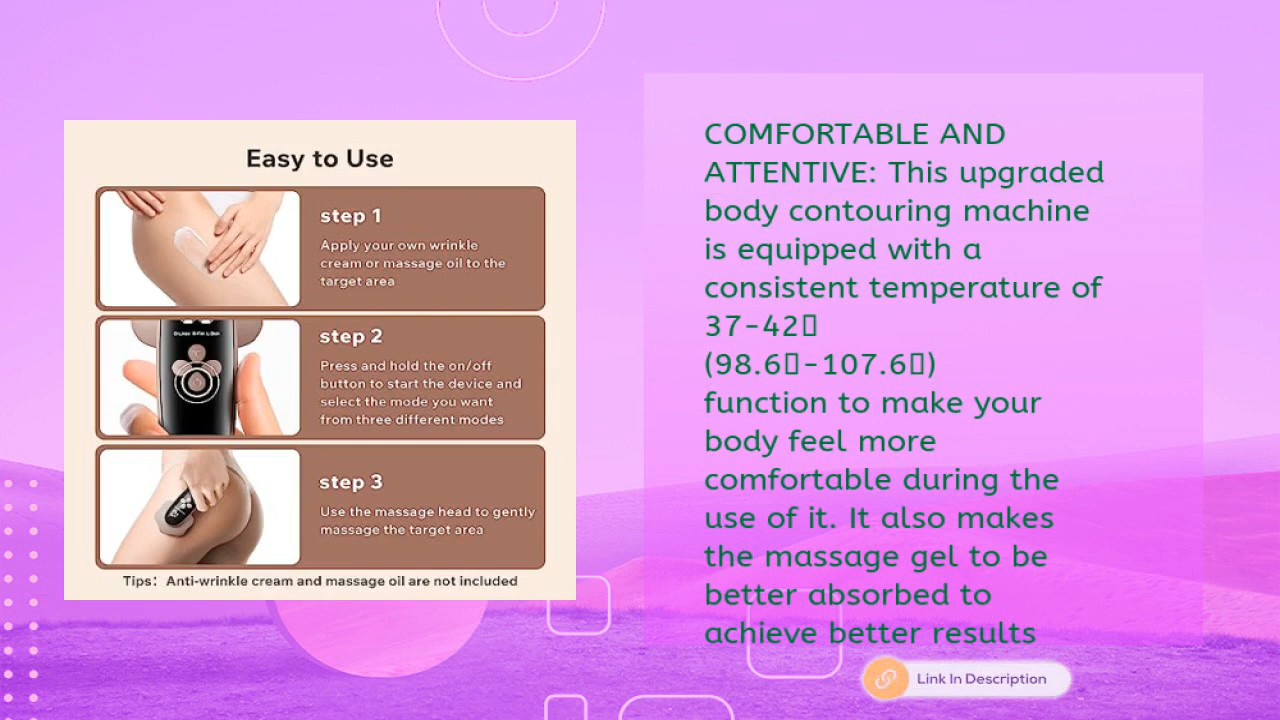 Easy to Use
step 1
Apply your own wrinkle
cream or massage oil to the
target area
step 2
Press and hold the on/off
button to start the device and
select the mode you want
from three different modes
step 3
Use the massage head to gently
massage the target area
Tips: Anti-wrinkle cream and massage oil are not included
COMFORTABLE AND
ATTENTIVE: This upgraded
body contouring machine
is equipped with a
consistent temperature of
37-42▯
(98.6▯-107.6▯)
function to make your
body feel more
comfortable during the
use of it. It also makes
the massage gel to be
better absorbed to
achieve better results
Link In Description